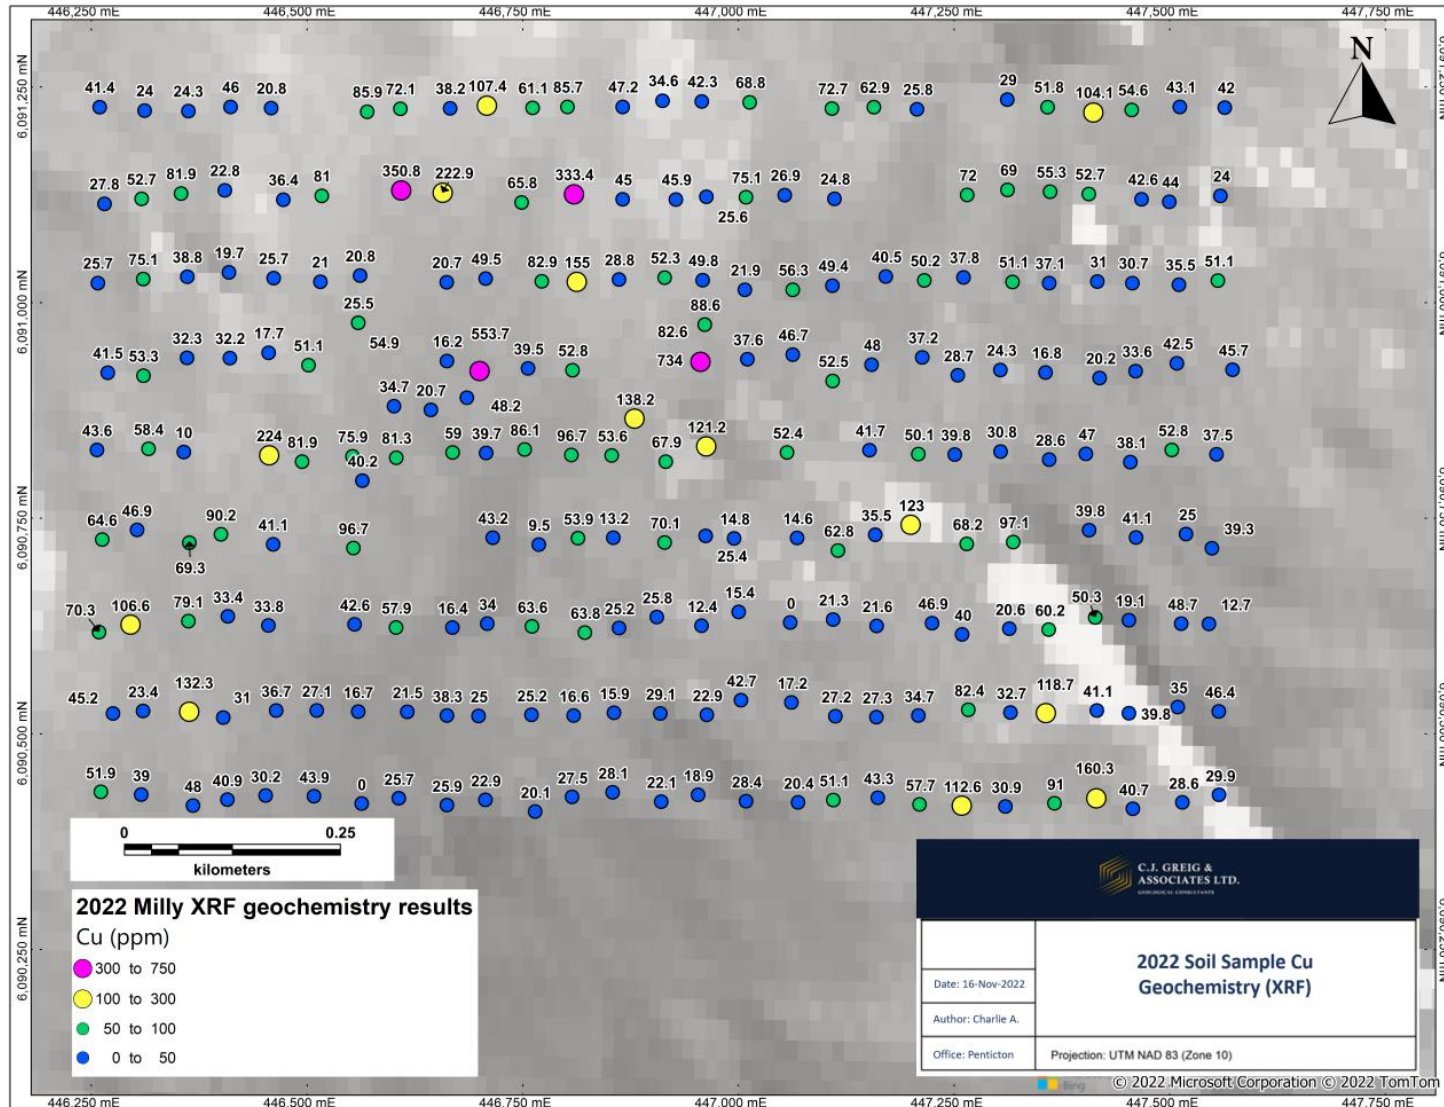 446,250 mE 446,500 mE 446,750 mE 447,000 mE 447,250 mE 447,500 mE 447,750 mE
N
6,091,250 mN
41.4 24 24.3 46 20.8 85.9 72.1 38.2 107.4 61.1 85.7 47.2 34.6 42.3 68.8 72.7 62.9 25.8 29 51.8 104.1 54.6 43.1 42
27.8 52.7 81.9 22.8 36.4 81 350.8 222.9 65.8 333.4 45 45.9 25.6 75.1 26.9 24.8 72 69 55.3 52.7 42.6 44 24
25.7 75.1 38.8 19.7 25.7 21 20.8 20.7 49.5 82.9 155 28.8 52.3 49.8 21.9 56.3 49.4 40.5 50.2 37.8 51.1 37.1 31 30.7 35.5 51.1
6,091,000 mN
25.5 88.6
41.5 53.3 32.3 32.2 17.7 51.1 54.9 16.2 553.7 39.5 52.8 82.6 734 37.6 46.7 52.5 48 37.2 28.7 24.3 16.8 20.2 33.6 42.5 45.7
34.7 20.7 48.2 138.2
43.6 58.4 10 224 81.9 75.9 81.3 59 39.7 86.1 96.7 53.6 67.9 121.2 52.4 41.7 50.1 39.8 30.8 28.6 47 38.1 52.8 37.5
40.2
6,090,750 mN
64.6 46.9 69.3 90.2 41.1 96.7 43.2 9.5 53.9 13.2 70.1 14.8 25.4 14.6 62.8 35.5 123 68.2 97.1 39.8 41.1 25 39.3
70.3 106.6 79.1 33.4 33.8 42.6 57.9 16.4 34 63.6 63.8 25.2 25.8 12.4 15.4 0 21.3 21.6 46.9 40 20.6 60.2 50.3 19.1 48.7 12.7
45.2 23.4 132.3 31 36.7 27.1 16.7 21.5 38.3 25 25.2 16.6 15.9 29.1 22.9 42.7 17.2 27.2 27.3 34.7 82.4 32.7 118.7 41.1 39.8 35 46.4
6,090,500 mN
51.9 39 48 40.9 30.2 43.9 0 25.7 25.9 22.9 20.1 27.5 28.1 22.1 18.9 28.4 20.4 51.1 43.3 57.7 112.6 30.9 91 160.3 40.7 28.6 29.9
0 0.25
kilometers
6,090,250 mN
2022 Milly XRF geochemistry results
Cu (ppm)
300 to 750
100 to 300
50 to 100
0 to 50
C.J. GREIG &
ASSOCIATES LTD.
GEOLOGICAL CONSULTANTS
2022 Soil Sample Cu
Geochemistry (XRF)
Date: 16-Nov-2022
Author: Charlie A.
Office: Penticton
Projection: UTM NAD 83 (Zone 10)
Bing
© 2022 Microsoft Corporation © 2022 TomTom
446,250 mE 446,500 mE 446,750 mE 447,000 mE 447,250 mE 447,500 mE 447,750 mE